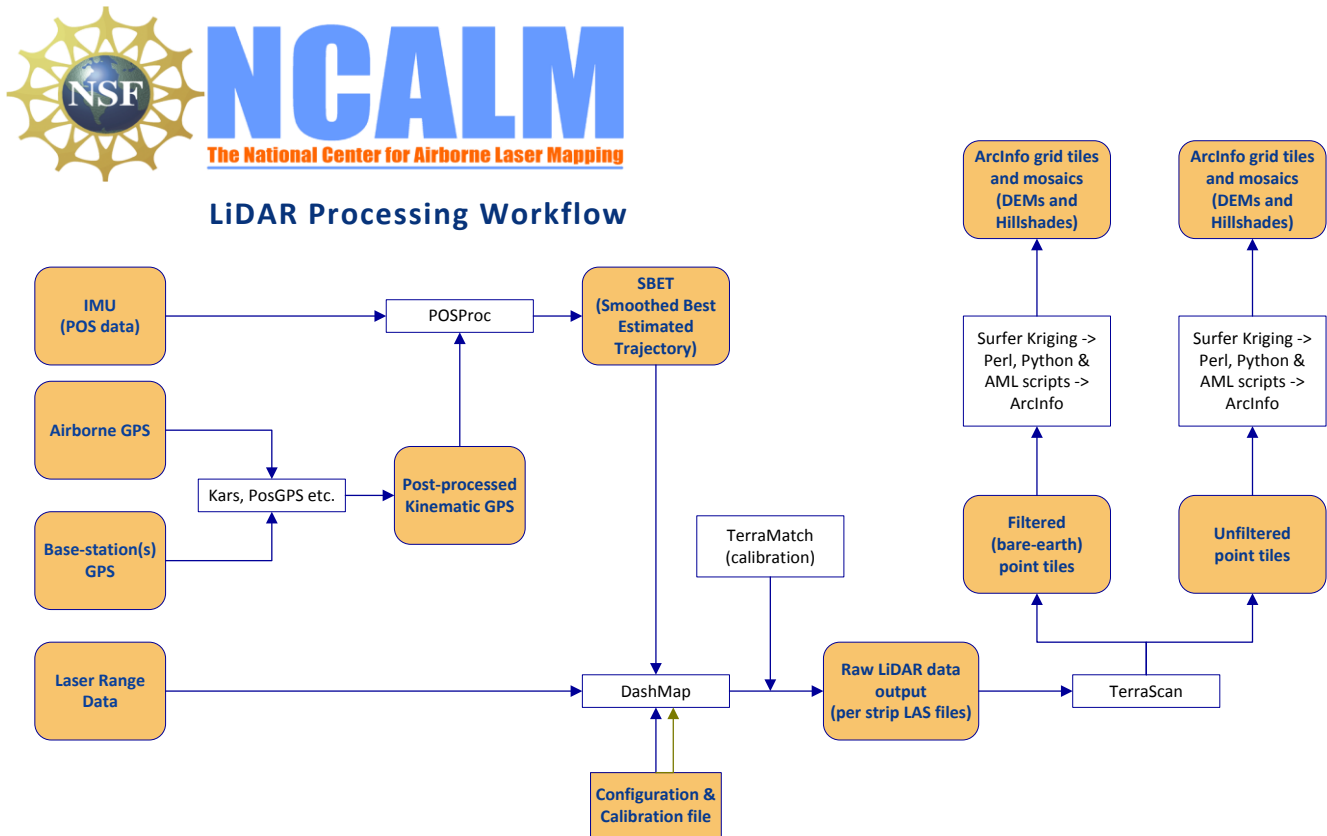 NSF
NCALM
The National Center for Airborne Laser Mapping
LiDAR Processing Workflow
IMU
(POS data)
POSProc
SBET
(Smoothed Best
Estimated
Trajectory)
Airborne GPS
Kars, PosGPS etc.
Post-processed
Kinematic GPS
Base-station(s)
GPS
Laser Range
Data
DashMap
Configuration &
Calibration file
TerraMatch
(calibration)
Raw LiDAR data
output
(per strip LAS files)
TerraScan
Filtered
(bare-earth)
point tiles
Unfiltered
point tiles
Surfer Kriging ->
Perl, Python &
AML scripts ->
ArcInfo
Surfer Kriging ->
Perl, Python &
AML scripts ->
ArcInfo
ArcInfo grid tiles
and mosaics
(DEMs and
Hillshades)
ArcInfo grid tiles
and mosaics
(DEMs and
Hillshades)